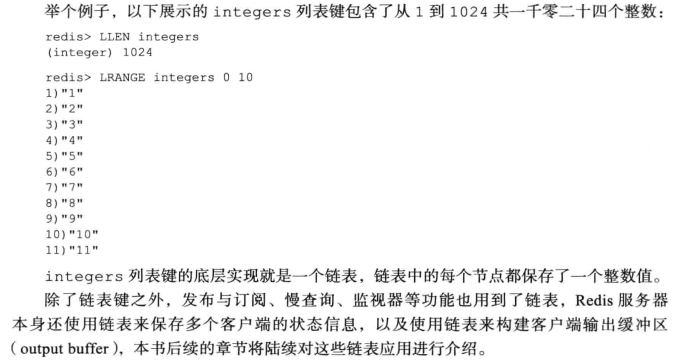 举个例子，以下展示的 integers 列表键包含了从 1 到 1024 共一千零二十四个整数：
redis> LLEN integers
(integer) 1024
redis> LRANGE integers 0 10
1)"1"
2)"2"
3)"3"
4)"4"
5)"5"
6)"6"
7)"7"
8)"8"
9)"9"
10)"10"
11)"11"
integers 列表键的底层实现就是一个链表，链表中的每个节点都保存了一个整数值。
除了链表键之外，发布与订阅、慢查询、监视器等功能也用到了链表，Redis 服务器
本身还使用链表来保存多个客户端的状态信息，以及使用链表来构建客户端输出缓冲区
（output buffer），本书后续的章节将陆续对这些链表应用进行介绍。